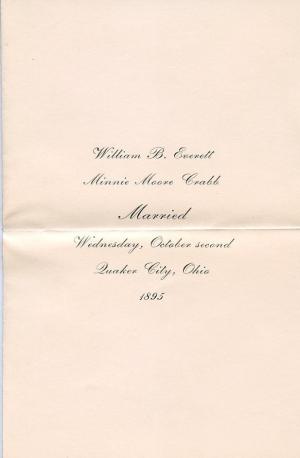 William B. Everett
Minnie Moore Crabb
Married
Wednesday, October second
Quaker City, Ohio
1895